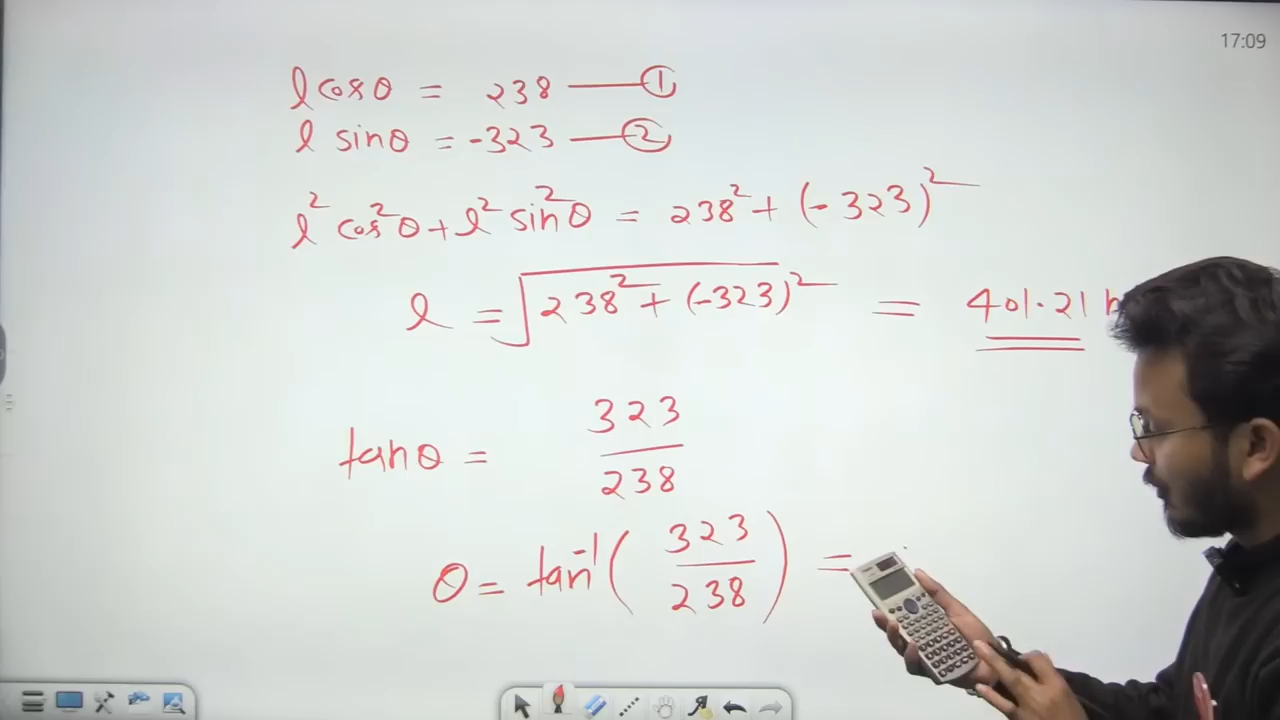 17:09
l cosθ = 238 — ①
l sinθ = -323 — ②
l² cos²θ + l² sin²θ = 238² + (-323)²
l = √238² + (-323)² = 401.21
tanθ = 323/238
θ = tan⁻¹(323/238) =